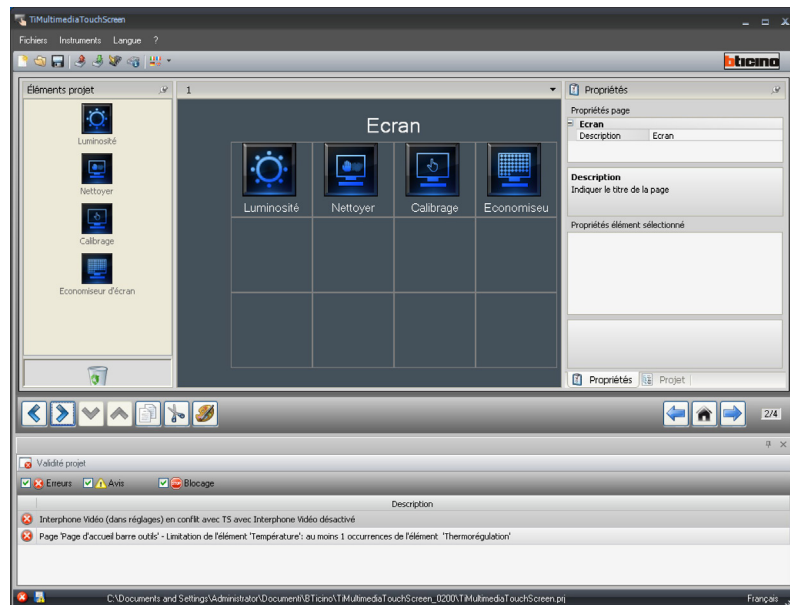 TiMultimediaTouchScreen
Fichiers Instruments Langue ?
bticino
Éléments projet
1
Propriétés
Luminosité
Nettoyer
Calibrage
Economiseur d'écran
Ecran
Luminosité Nettoyer Calibrage Economiseu
Propriétés page
Ecran
Description Ecran
Description
Indiquer le titre de la page
Propriétés élément sélectionné
Propriétés Projet
2/4
Validité projet
Erreurs Avis Blocage
Description
Interphone Vidéo (dans réglages) en conflit avec TS avec Interphone Vidéo désactivé
Page 'Page d'accueil barre outils' - Limitation de l'élément 'Température': au moins 1 occurrences de l'élément 'Thermorégulation'
C:\Documents and Settings\Administrator\Documenti\BTicino\TiMultimediaTouchScreen_0200\TiMultimediaTouchScreen.prj
Français